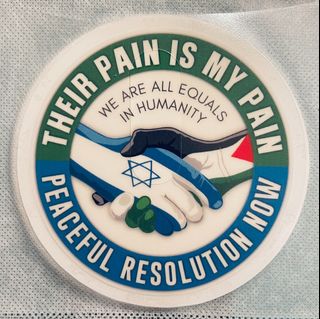 THEIR PAIN IS MY PAIN
WE ARE ALL EQUALS
IN HUMANITY
PEACEFUL RESOLUTION NOW